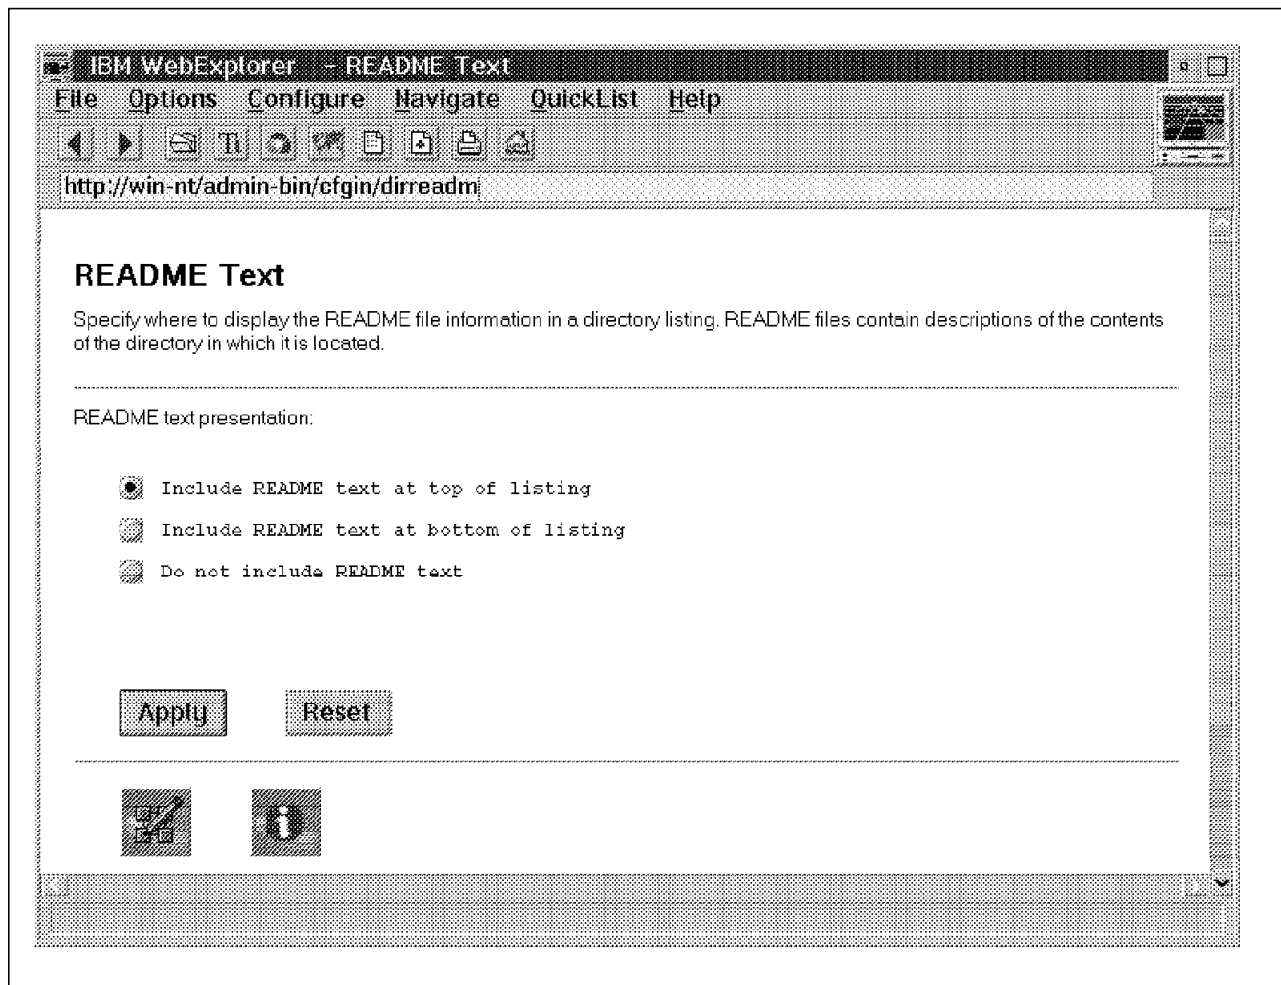 IBM WebExplorer - README Text
File Options Configure Navigate QuickList Help
http://win-nt/admin-bin/cfgin/dirreadm
README Text
Specify where to display the README file information in a directory listing. README files contain descriptions of the contents
of the directory in which it is located.
README text presentation:
Include README text at top of listing
Include README text at bottom of listing
Do not include README text
Apply Reset